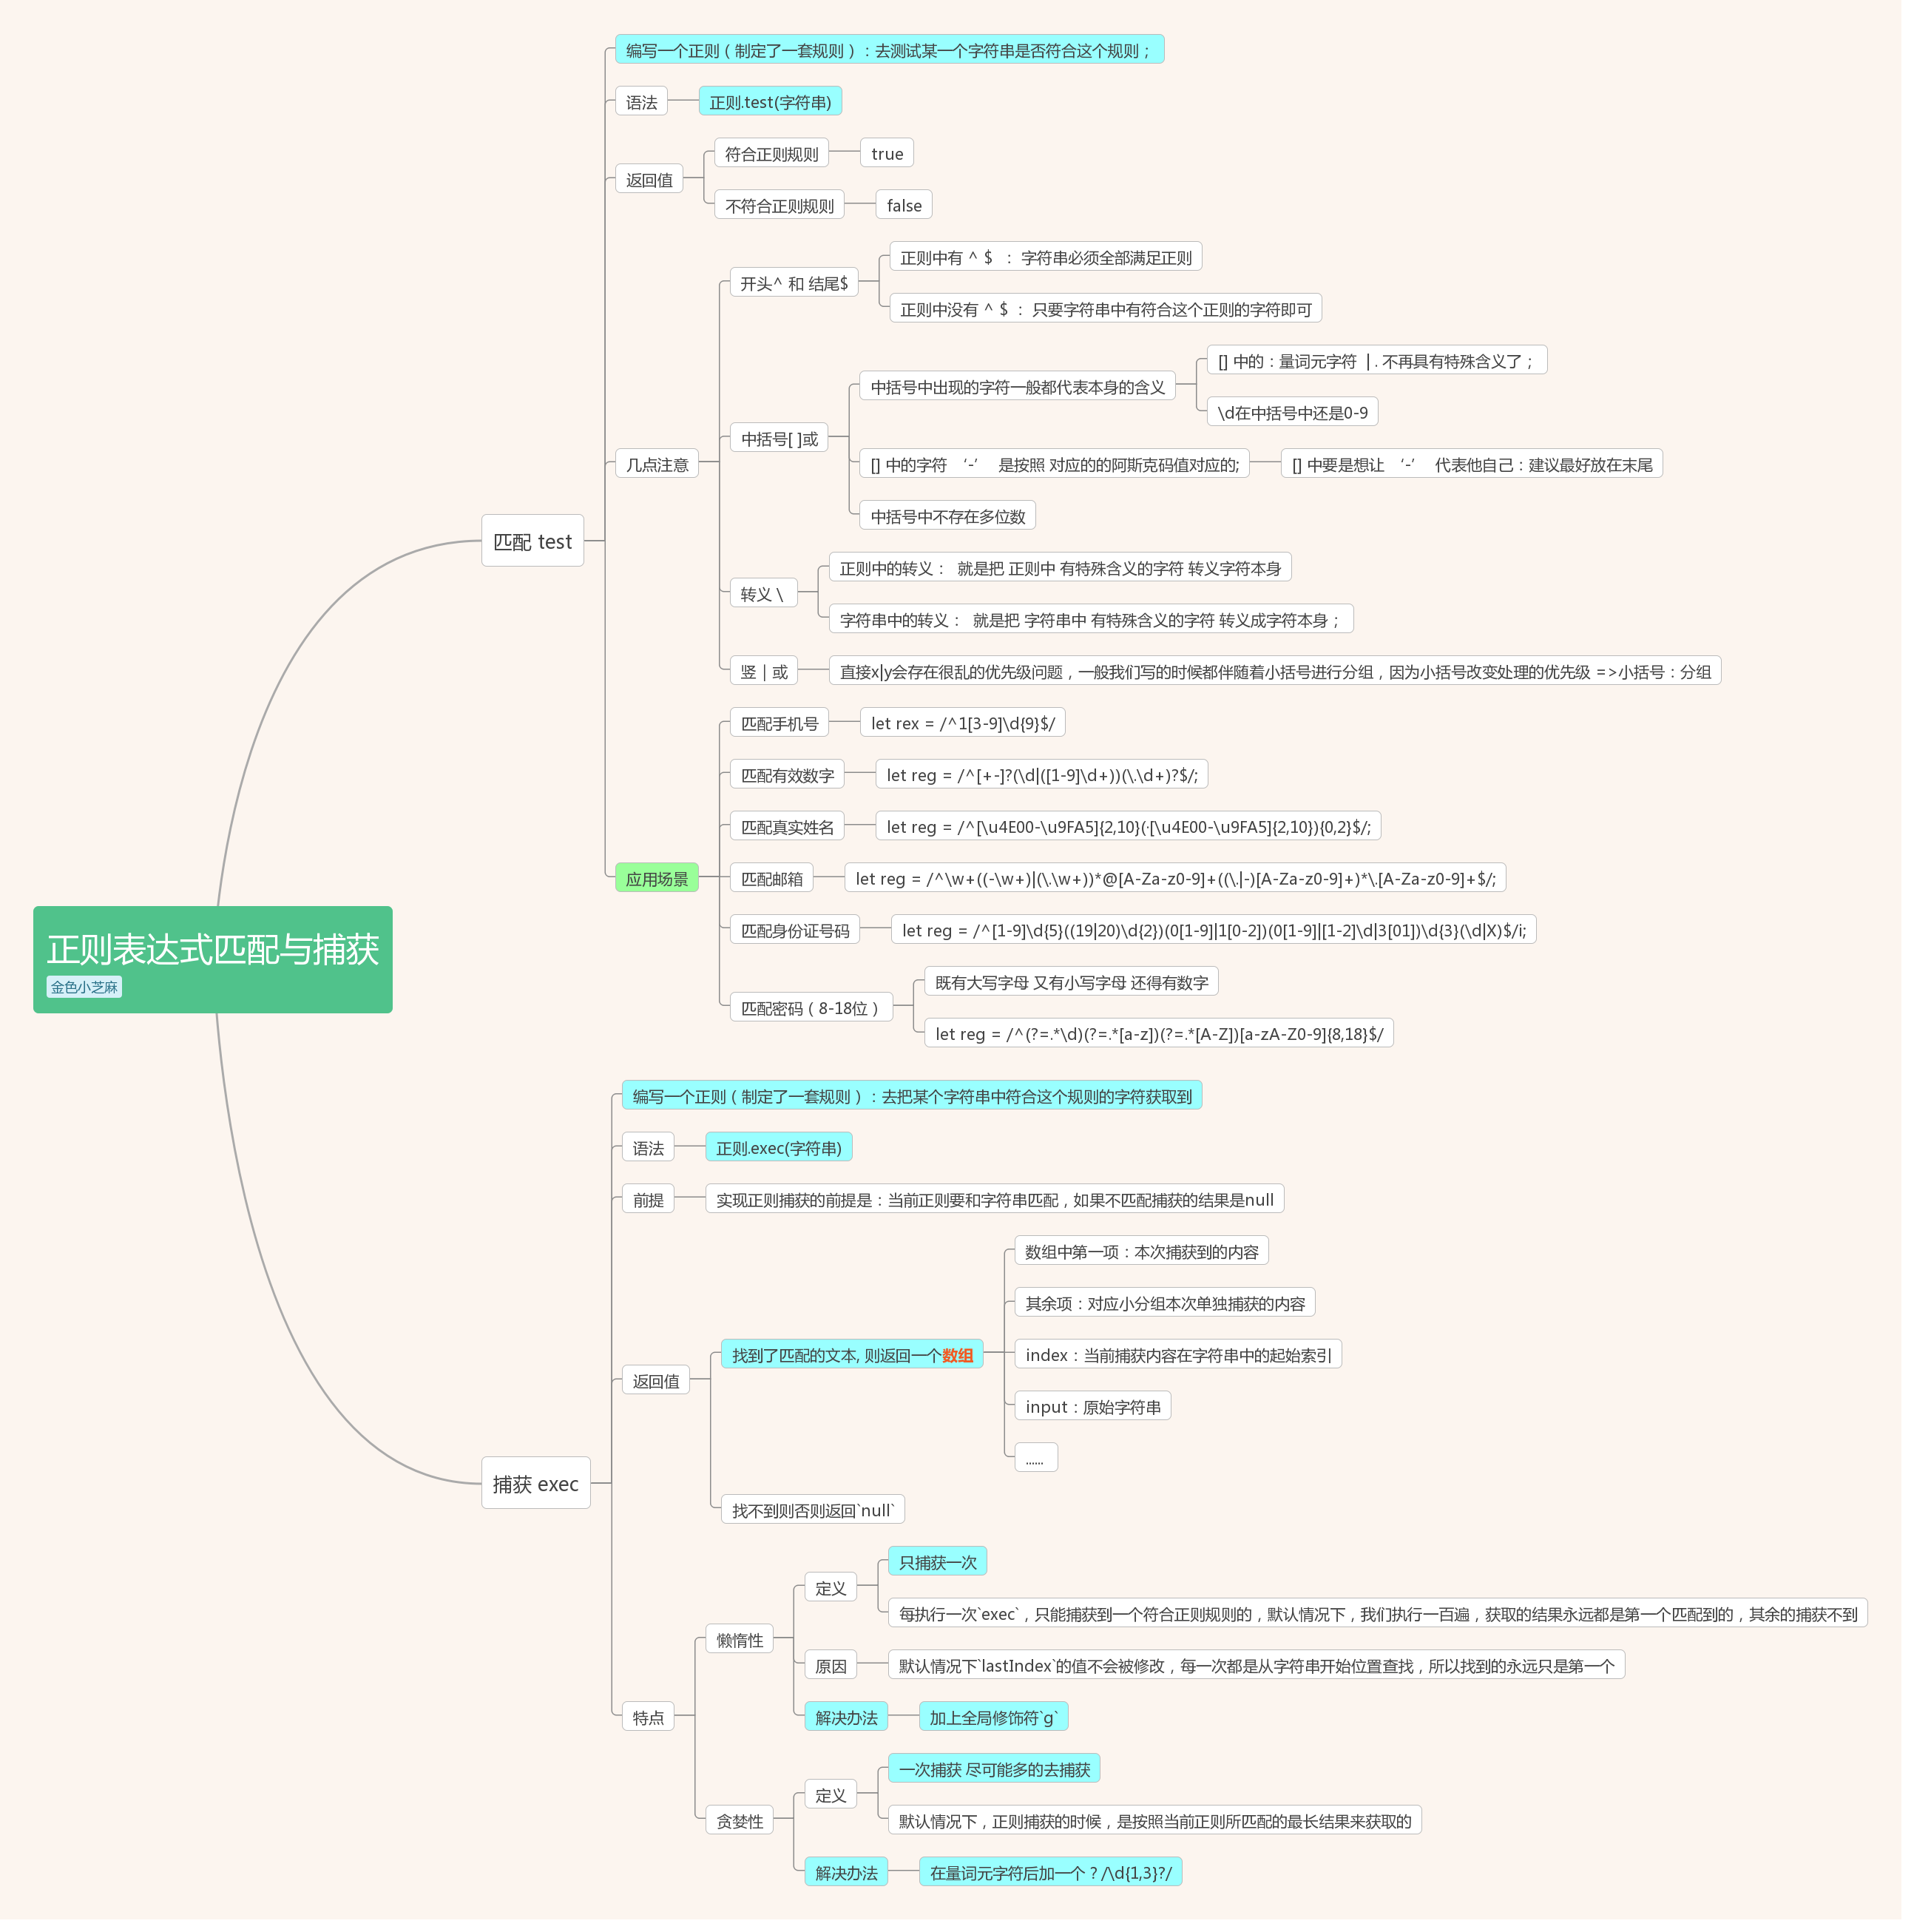 正则表达式匹配与捕获
金色小芝麻
匹配 test
编写一个正则（制定了一套规则）：去测试某一个字符串是否符合这个规则；
语法
正则.test(字符串)
返回值
符合正则规则
true
不符合正则规则
false
几点注意
开头^ 和 结尾$
正则中有 ^ $ ： 字符串必须全部满足正则
正则中没有 ^ $ ： 只要字符串中有符合这个正则的字符即可
中括号[ ]或
中括号中出现的字符一般都代表本身的含义
[] 中的：量词元字符 | . 不再具有特殊含义了；
\d在中括号中还是0-9
[] 中的字符 ‘-’ 是按照 对应的的阿斯克码值对应的;
[] 中要是想让 ‘-’ 代表他自己：建议最好放在末尾
中括号中不存在多位数
转义 \
正则中的转义： 就是把 正则中 有特殊含义的字符 转义字符本身
字符串中的转义： 就是把 字符串中 有特殊含义的字符 转义成字符本身；
竖 | 或
直接x|y会存在很乱的优先级问题，一般我们写的时候都伴随着小括号进行分组，因为小括号改变处理的优先级 =>小括号：分组
应用场景
匹配手机号
let rex = /^1[3-9]\d{9}$/
匹配有效数字
let reg = /^[+-]?(\d|([1-9]\d+))(\.\d+)?$/;
匹配真实姓名
let reg = /^[\u4E00-\u9FA5]{2,10}(·[\u4E00-\u9FA5]{2,10}){0,2}$/;
匹配邮箱
let reg = /^\w+((-\w+)|(\.\w+))*@[A-Za-z0-9]+((\.|-)[A-Za-z0-9]+)*\.[A-Za-z0-9]+$/;
匹配身份证号码
let reg = /^[1-9]\d{5}((19|20)\d{2})(0[1-9]|1[0-2])(0[1-9]|[1-2]\d|3[01])\d{3}(\d|X)$/i;
匹配密码（8-18位）
既有大写字母 又有小写字母 还得有数字
let reg = /^(?=.*\d)(?=.*[a-z])(?=.*[A-Z])[a-zA-Z0-9]{8,18}$/
捕获 exec
编写一个正则（制定了一套规则）：去把某个字符串中符合这个规则的字符获取到
语法
正则.exec(字符串)
前提
实现正则捕获的前提是：当前正则要和字符串匹配，如果不匹配捕获的结果是null
返回值
找到了匹配的文本, 则返回一个数组
数组中第一项：本次捕获到的内容
其余项：对应小分组本次单独捕获的内容
index：当前捕获内容在字符串中的起始索引
input：原始字符串
......
找不到则否则返回`null`
特点
懒惰性
定义
只捕获一次
每执行一次`exec`，只能捕获到一个符合正则规则的，默认情况下，我们执行一百遍，获取的结果永远都是第一个匹配到的，其余的捕获不到
原因
默认情况下`lastIndex`的值不会被修改，每一次都是从字符串开始位置查找，所以找到的永远只是第一个
解决办法
加上全局修饰符`g`
贪婪性
定义
一次捕获 尽可能多的去捕获
默认情况下，正则捕获的时候，是按照当前正则所匹配的最长结果来获取的
解决办法
在量词元字符后加一个？/\d{1,3}?/